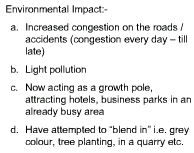 Environmental Impact:-
a. Increased congestion on the roads /
accidents (congestion every day – till
late)
b. Light pollution
c. Now acting as a growth pole,
attracting hotels, business parks in an
already busy area
d. Have attempted to "blend in" i.e. grey
colour, tree planting, in a quarry etc.